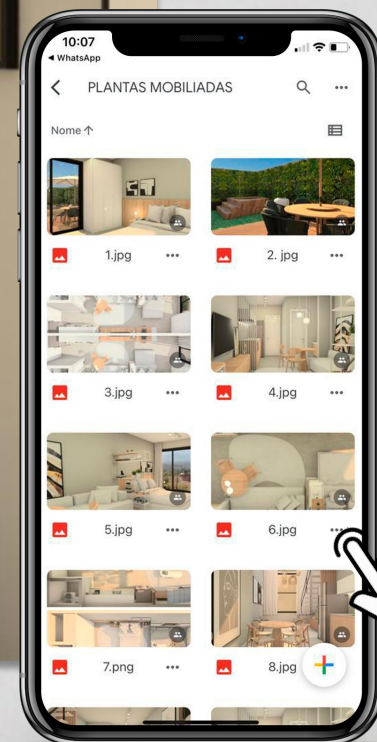 10:07
◀ WhatsApp
PLANTAS MOBILIADAS
Nome ↑
1.jpg
2. jpg
3.jpg
4.jpg
5.jpg
6.jpg
7.png
8.jpg